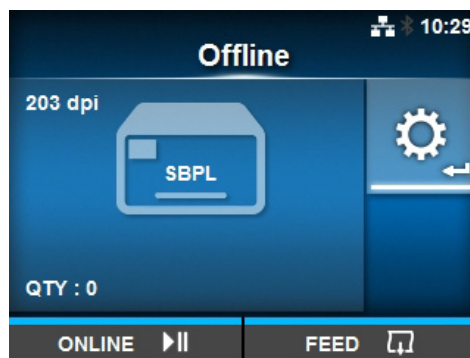 10:29
Offline
203 dpi
SBPL
QTY : 0
ONLINE
FEED